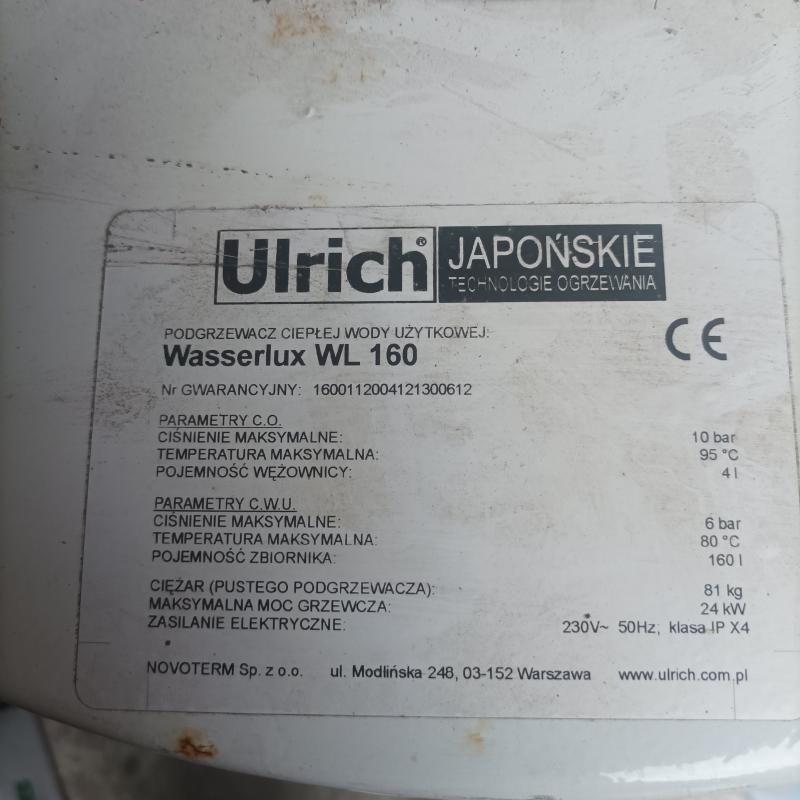 Ulrich® JAPOŃSKIE
TECHNOLOGIE OGRZEWANIA
PODGRZEWACZ CIEPŁEJ WODY UŻYTKOWEJ:
Wasserlux WL 160
CE
Nr GWARANCYJNY: 1600112004121300612
PARAMETRY C.O.
CIŚNIENIE MAKSYMALNE: 10 bar
TEMPERATURA MAKSYMALNA: 95 °C
POJEMNOŚĆ WĘŻOWNICY: 4 l
PARAMETRY C.W.U.
CIŚNIENIE MAKSYMALNE: 6 bar
TEMPERATURA MAKSYMALNA: 80 °C
POJEMNOŚĆ ZBIORNIKA: 160 l
CIĘŻAR (PUSTEGO PODGRZEWACZA): 81 kg
MAKSYMALNA MOC GRZEWCZA: 24 kW
ZASILANIE ELEKTRYCZNE: 230V~ 50Hz; klasa IP X4
NOVOTERM Sp. z o.o. ul. Modlińska 248, 03-152 Warszawa www.ulrich.com.pl